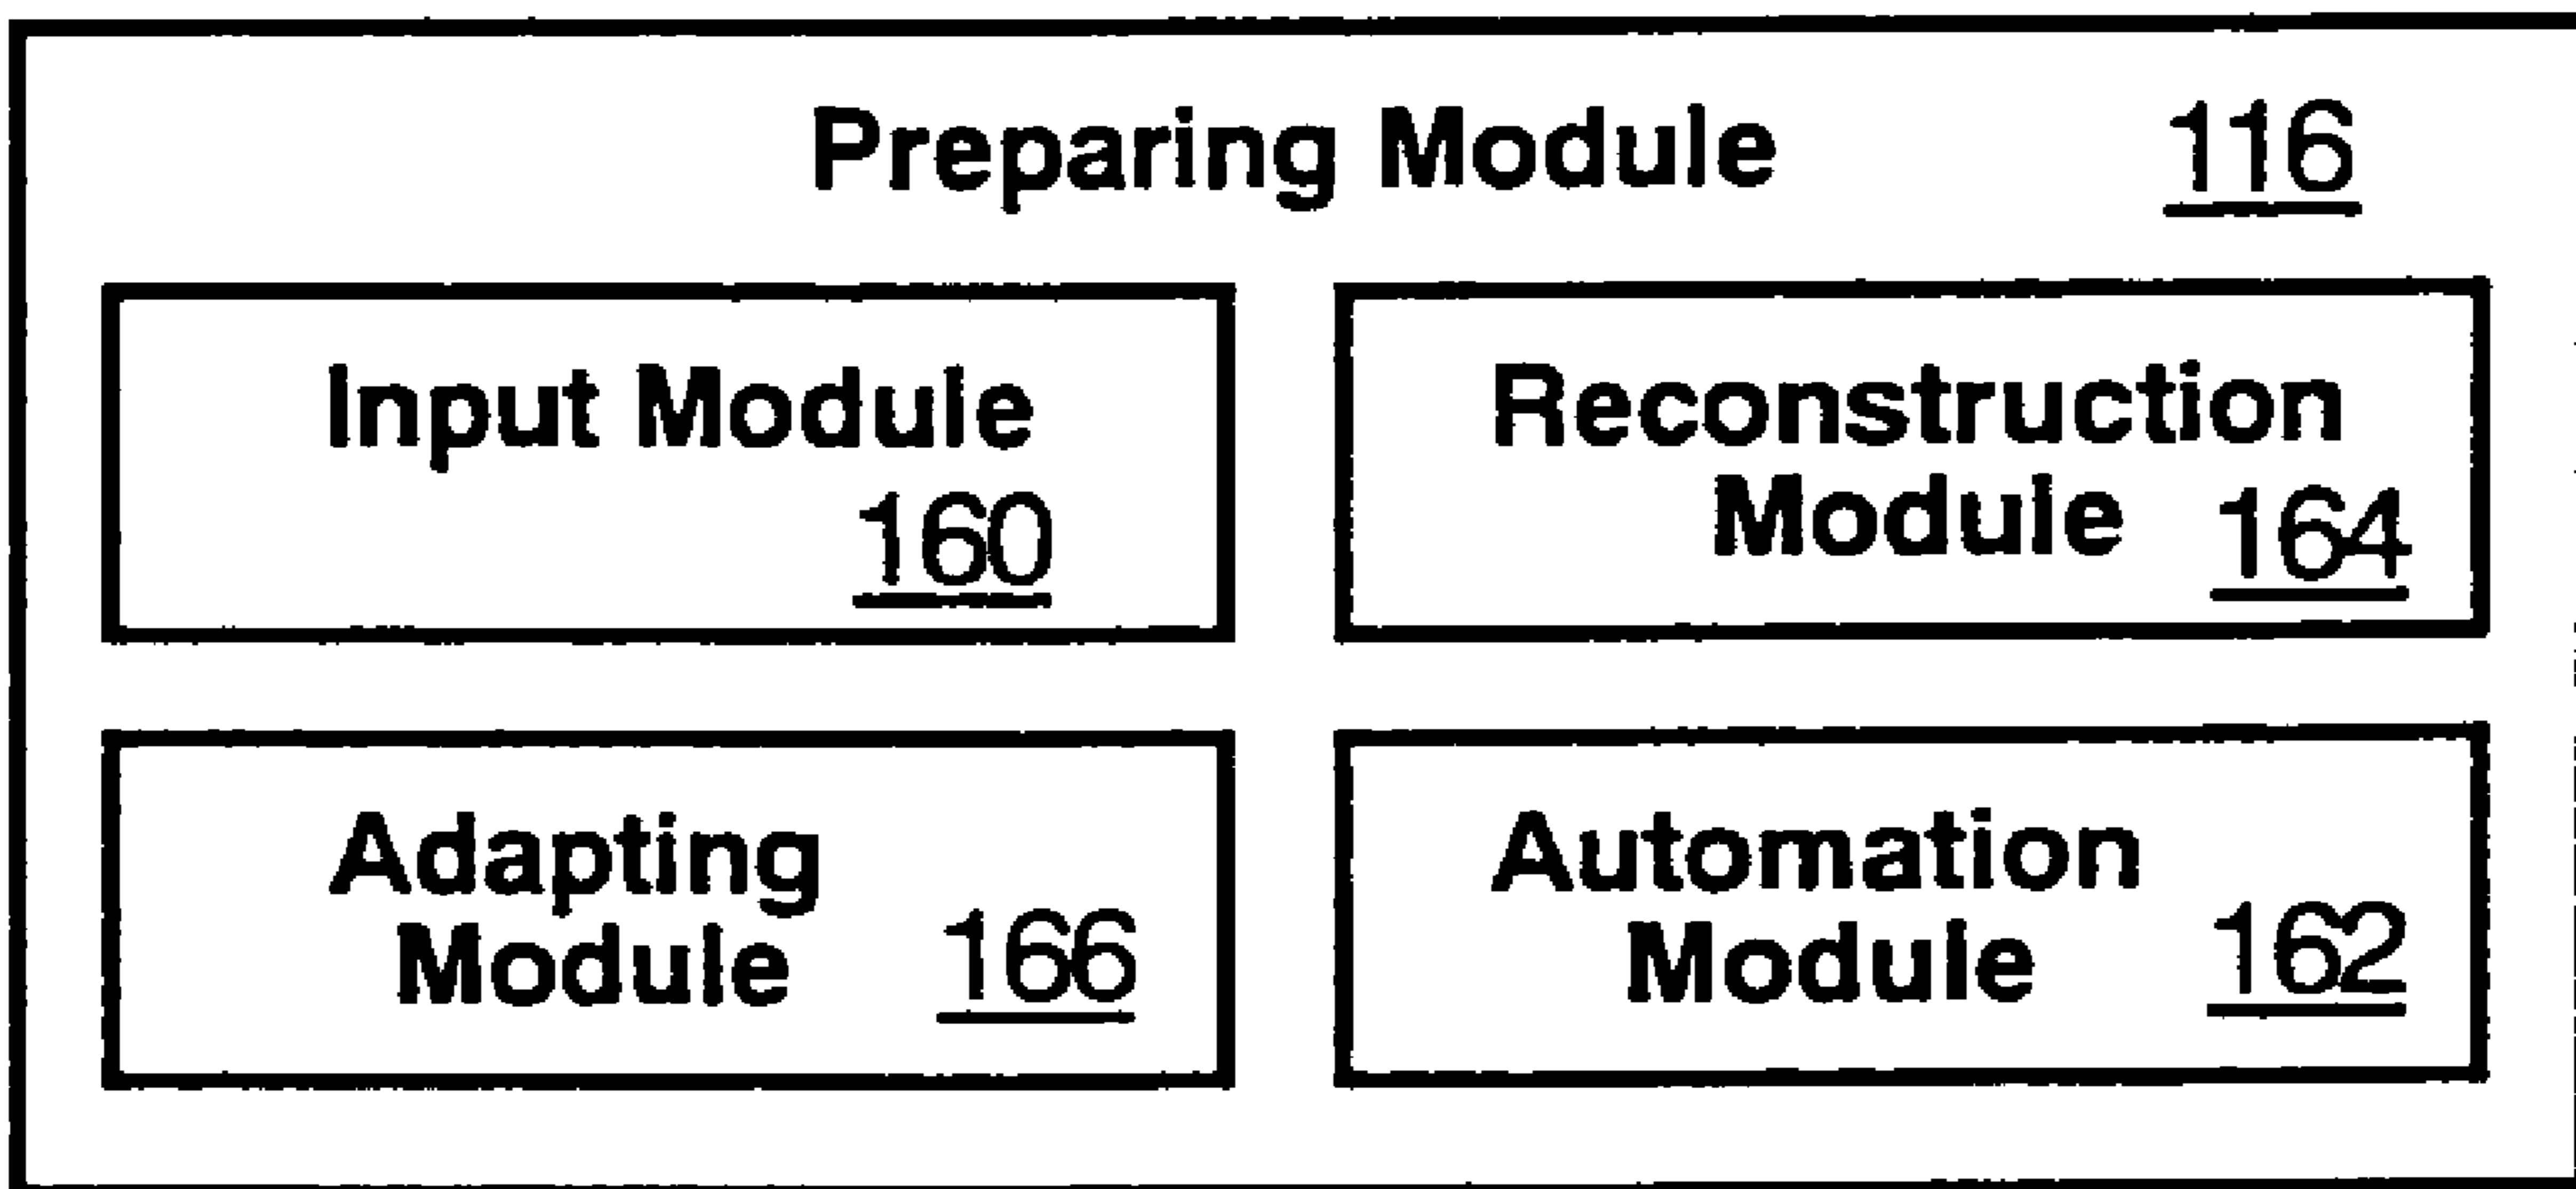 Preparing Module 116
Input Module
160
Reconstruction
Module 164
Adapting
Module 166
Automation
Module 162